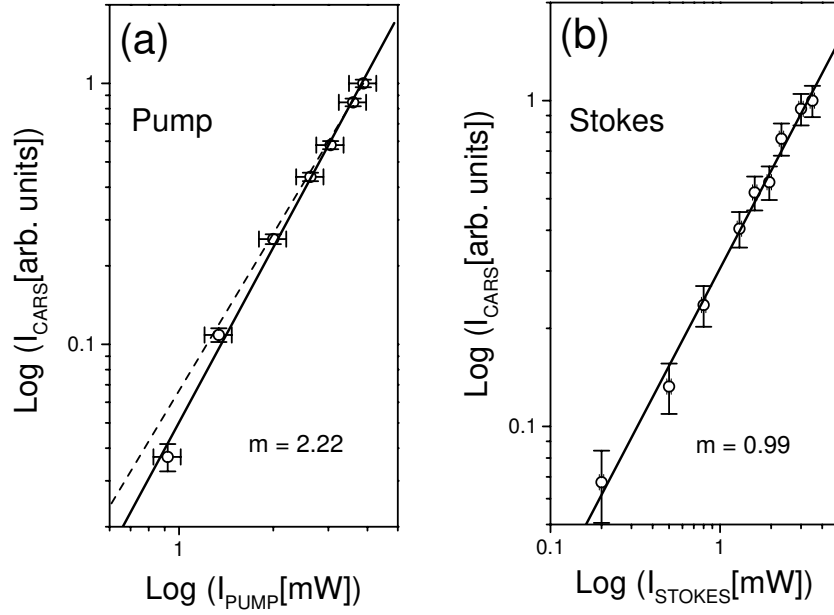 (a)
Pump
1
0.1
m = 2.22
1
Log (I_CARS[arb. units])
Log (I_PUMP[mW])
(b)
Stokes
1
0.1
m = 0.99
0.1
1
Log (I_CARS[arb. units])
Log (I_STOKES[mW])